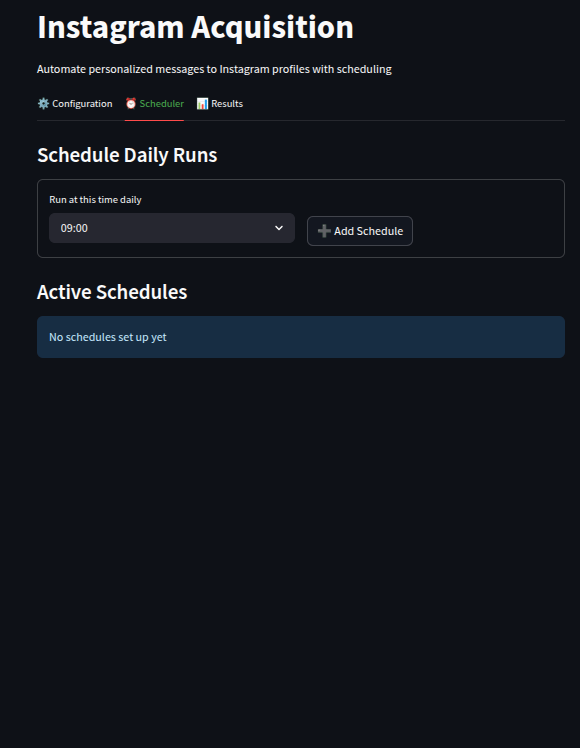 Instagram Acquisition
Automate personalized messages to Instagram profiles with scheduling
⚙️ Configuration ⏰ Scheduler 📊 Results
Schedule Daily Runs
Run at this time daily
09:00
➕ Add Schedule
Active Schedules
No schedules set up yet